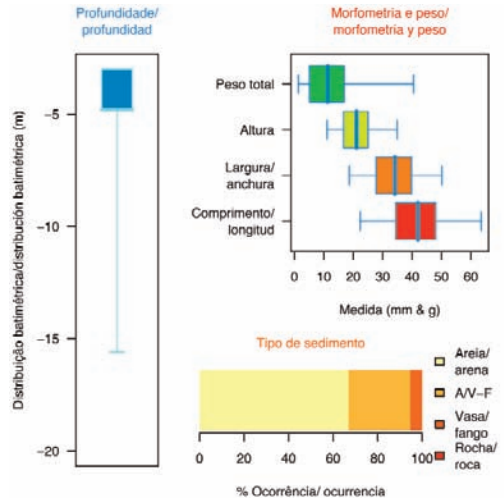 Profundidade/
profundidad
Distribuição batimétrica/distribución batimétrica (m)
−5
−10
−15
−20
Morfometria e peso/
morfometría y peso
Peso total
Altura
Largura/
anchura
Comprimento/
longitud
0 10 20 30 40 50 60
Medida (mm & g)
Tipo de sedimento
Areia/
arena
A/V−F
Vasa/
fango
Rocha/
roca
0 20 40 60 80 100
% Ocorrência/ ocurrencia